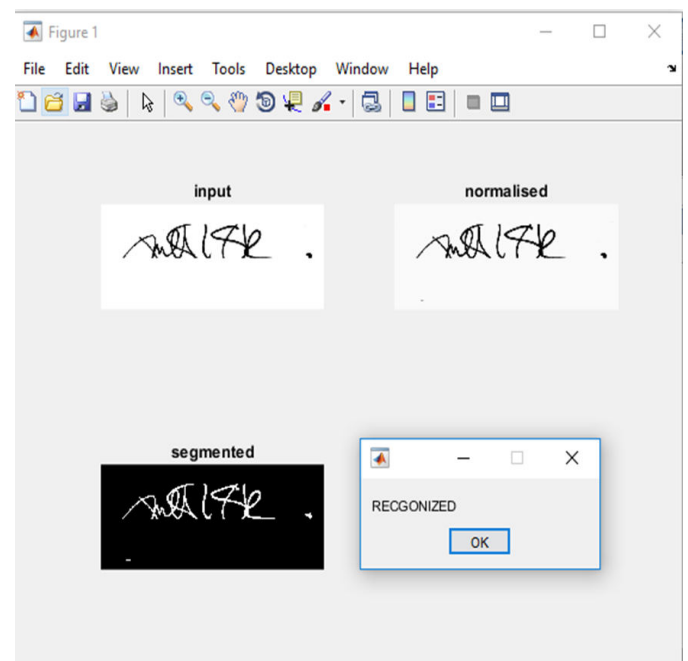 Figure 1
File Edit View Insert Tools Desktop Window Help
input
normalised
segmented
RECGONIZED
OK